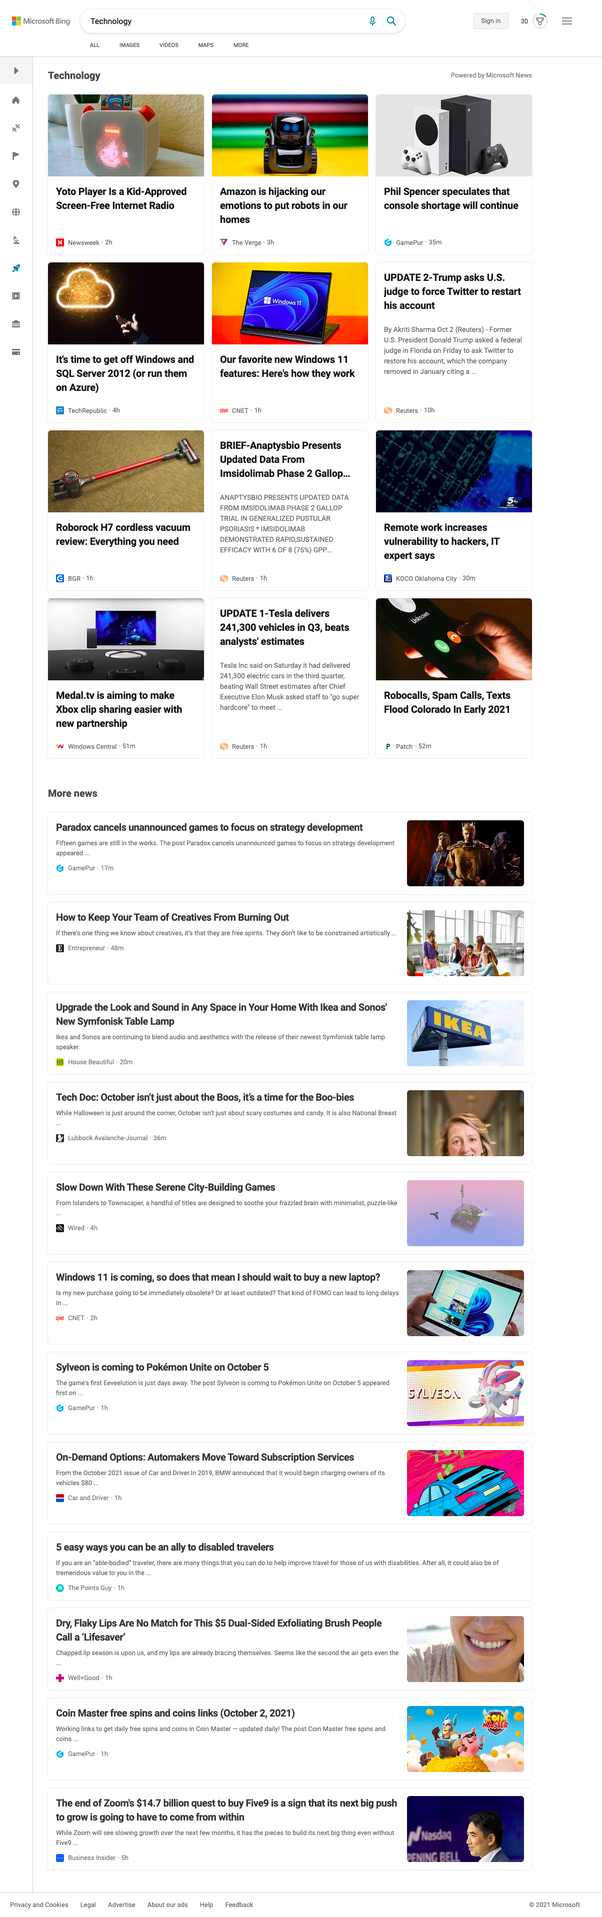 Microsoft Bing
Technology
Sign in
30
ALL
IMAGES
VIDEOS
MAPS
MORE
Technology
Powered by Microsoft News
Yoto Player Is a Kid-Approved
Screen-Free Internet Radio
Newsweek · 2h
Amazon is hijacking our
emotions to put robots in our
homes
The Verge · 3h
Phil Spencer speculates that
console shortage will continue
GamePur · 35m
It's time to get off Windows and
SQL Server 2012 (or run them
on Azure)
TechRepublic · 4h
Windows 11
Our favorite new Windows 11
features: Here's how they work
CNET · 1h
UPDATE 2-Trump asks U.S.
judge to force Twitter to restart
his account
By Akriti Sharma Oct 2 (Reuters) - Former
U.S. President Donald Trump asked a federal
judge in Florida on Friday to ask Twitter to
restore his account, which the company
removed in January citing a ...
Reuters · 10h
Roborock H7 cordless vacuum
review: Everything you need
BGR · 1h
BRIEF-Anaptysbio Presents
Updated Data From
Imsidolimab Phase 2 Gallop...
ANAPTYSBIO PRESENTS UPDATED DATA
FROM IMSIDOLIMAB PHASE 2 GALLOP
TRIAL IN GENERALIZED PUSTULAR
PSORIASIS * IMSIDOLIMAB
DEMONSTRATED RAPID,SUSTAINED
EFFICACY WITH 6 OF 8 (75%) GPP...
Reuters · 1h
5
Remote work increases
vulnerability to hackers, IT
expert says
KOCO Oklahoma City · 30m
Medal.tv is aiming to make
Xbox clip sharing easier with
new partnership
Windows Central · 51m
UPDATE 1-Tesla delivers
241,300 vehicles in Q3, beats
analysts' estimates
Tesla Inc said on Saturday it had delivered
241,300 electric cars in the third quarter,
beating Wall Street estimates after Chief
Executive Elon Musk asked staff to "go super
hardcore" to meet ...
Reuters · 1h
Unknown
Robocalls, Spam Calls, Texts
Flood Colorado In Early 2021
Patch · 52m
More news
Paradox cancels unannounced games to focus on strategy development
Fifteen games are still in the works. The post Paradox cancels unannounced games to focus on strategy development
appeared ...
GamePur · 17m
How to Keep Your Team of Creatives From Burning Out
If there's one thing we know about creatives, it's that they are free spirits. They don't like to be constrained artistically ...
Entrepreneur · 48m
Upgrade the Look and Sound in Any Space in Your Home With Ikea and Sonos'
New Symfonisk Table Lamp
Ikea and Sonos are continuing to blend audio and aesthetics with the release of their newest Symfonisk table lamp
speaker.
House Beautiful · 20m
IKEA
Tech Doc: October isn't just about the Boos, it's a time for the Boo-bies
While Halloween is just around the corner, October isn't just about scary costumes and candy. It is also National Breast
...
Lubbock Avalanche-Journal · 36m
Slow Down With These Serene City-Building Games
From Islanders to Townscaper, a handful of titles are designed to soothe your frazzled brain with minimalist, puzzle-like
...
Wired · 4h
Windows 11 is coming, so does that mean I should wait to buy a new laptop?
Is my new purchase going to be immediately obsolete? Or at least outdated? That kind of FOMO can lead to long delays
in ...
CNET · 2h
Sylveon is coming to Pokémon Unite on October 5
The game's first Eeveelution is just days away. The post Sylveon is coming to Pokémon Unite on October 5 appeared
first on ...
GamePur · 1h
SYLVEON
On-Demand Options: Automakers Move Toward Subscription Services
From the October 2021 issue of Car and Driver.In 2019, BMW announced that it would begin charging owners of its
vehicles $80 ...
Car and Driver · 1h
5 easy ways you can be an ally to disabled travelers
If you are an "able-bodied" traveler, there are many things that you can do to help improve travel for those of us with disabilities. After all, it could also be of
tremendous value to you in the ...
The Points Guy · 1h
Dry, Flaky Lips Are No Match for This $5 Dual-Sided Exfoliating Brush People
Call a 'Lifesaver'
Chapped lip season is upon us, and my lips are already bracing themselves. Seems like the second the air gets even the
...
Well+Good · 1h
Coin Master free spins and coins links (October 2, 2021)
Working links to get daily free spins and coins in Coin Master — updated daily! The post Coin Master free spins and
coins ...
GamePur · 1h
COIN
MASTER
The end of Zoom's $14.7 billion quest to buy Five9 is a sign that its next big push
to grow is going to have to come from within
While Zoom will see slowing growth over the next few months, it has the pieces to build its next big thing even without
Five9 ...
Business Insider · 5h
Nasdaq
OPENING BELL
Privacy and Cookies
Legal
Advertise
About our ads
Help
Feedback
© 2021 Microsoft